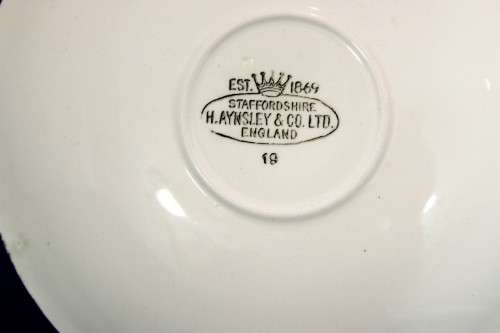 EST. 1864
STAFFORDSHIRE
H. AYNSLEY & CO. LTD.
ENGLAND
19